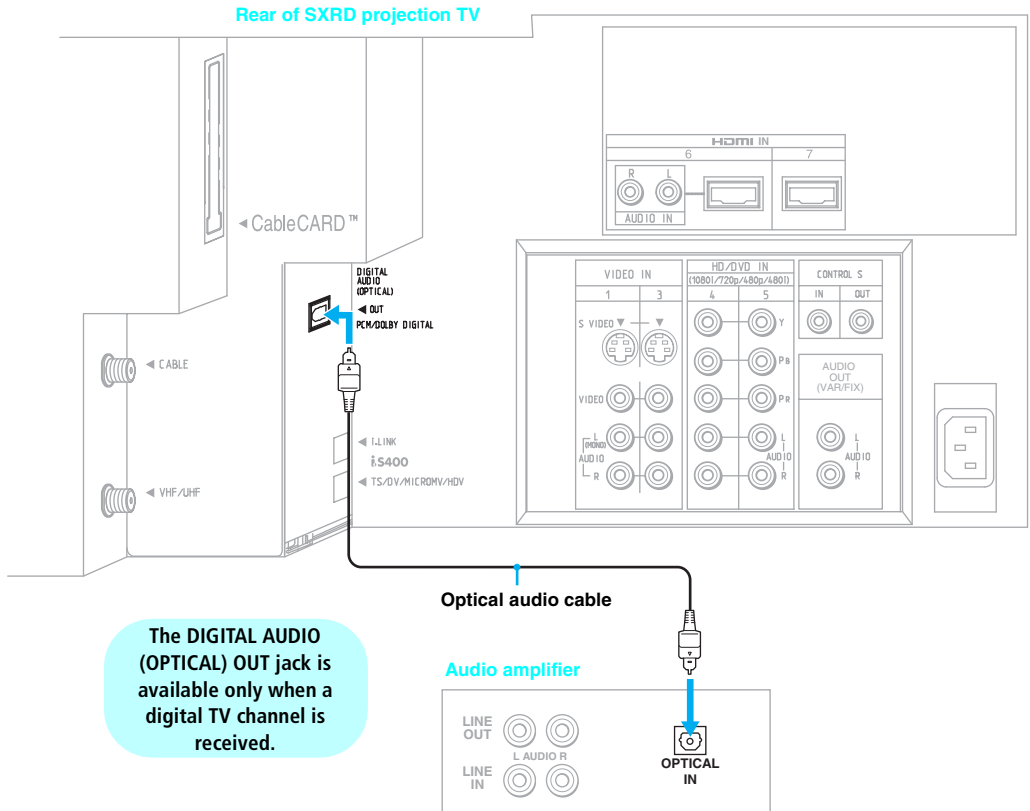 Rear of SXRD projection TV
HDMI IN
6 7
R L
AUDIO IN
CableCARD™
DIGITAL
AUDIO
(OPTICAL)
OUT
PCM/DOLBY DIGITAL
CABLE
VHF/UHF
i.LINK
S400
TS/DV/MICROMV/HDV
VIDEO IN
1 3
S VIDEO
VIDEO
L
(MONO)
AUDIO
R
HD/DVD IN
(1080i/720p/480p/480i)
4 5
Y
PB
PR
L
AUDIO
R
CONTROL S
IN OUT
AUDIO
OUT
(VAR/FIX)
L
AUDIO
R
Optical audio cable
The DIGITAL AUDIO
(OPTICAL) OUT jack is
available only when a
digital TV channel is
received.
Audio amplifier
LINE
OUT
L AUDIO R
LINE
IN
OPTICAL
IN